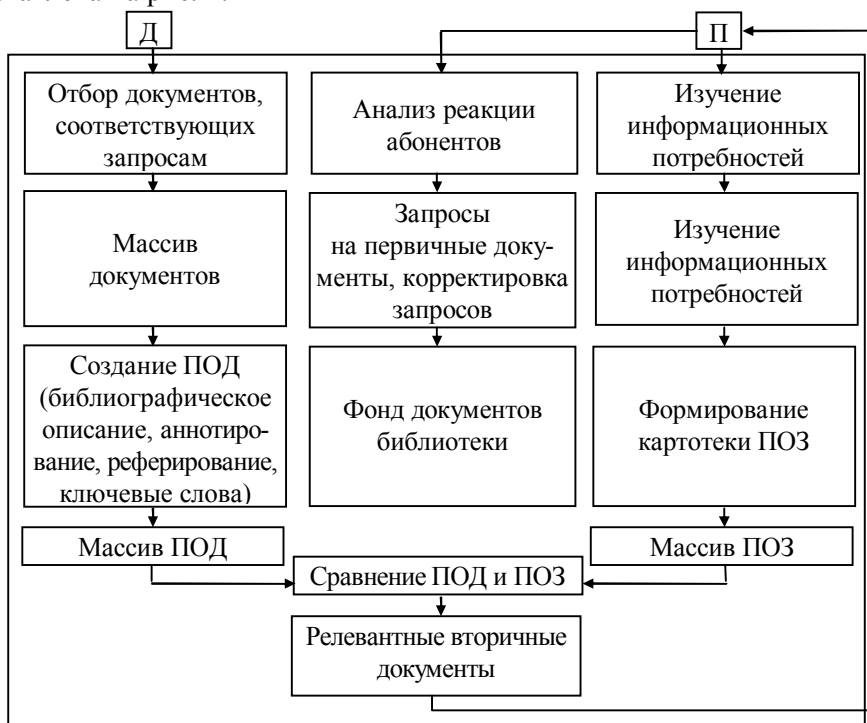 Д
П
Отбор документов,
соответствующих
запросам
Анализ реакции
абонентов
Изучение
информационных
потребностей
Массив
документов
Запросы
на первичные доку-
менты, корректировка
запросов
Изучение
информационных
потребностей
Создание ПОД
(библиографическое
описание, аннотиро-
вание, реферирование,
ключевые слова)
Фонд документов
библиотеки
Формирование
картотеки ПОЗ
Массив ПОД
Массив ПОЗ
Сравнение ПОД и ПОЗ
Релевантные вторичные
документы